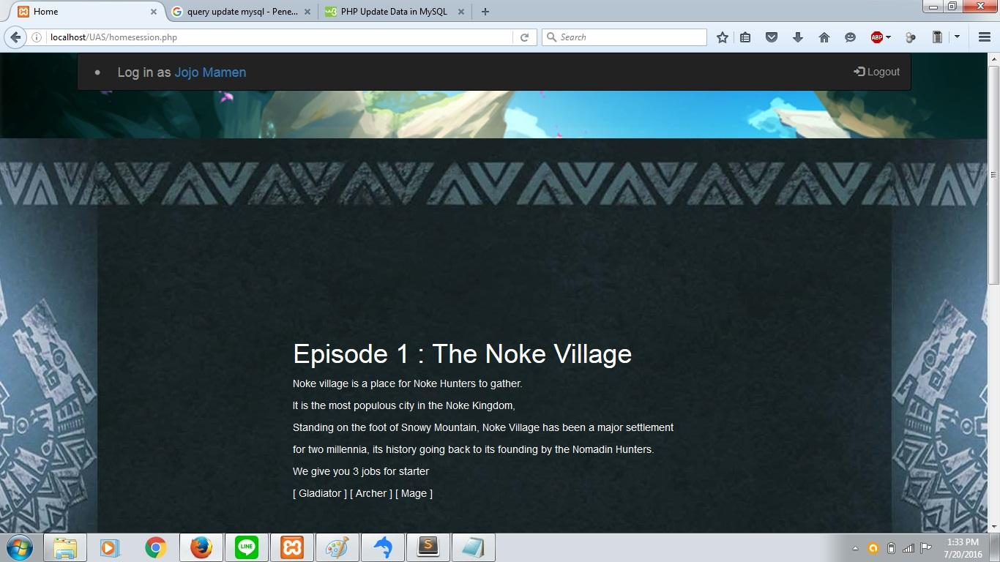 Home
query update mysql - Pene...
PHP Update Data in MySQL
localhost/UAS/homesession.php
Search
ABP
Log in as Jojo Mamen
Logout
Episode 1 : The Noke Village
Noke village is a place for Noke Hunters to gather.
It is the most populous city in the Noke Kingdom,
Standing on the foot of Snowy Mountain, Noke Village has been a major settlement
for two millennia, its history going back to its founding by the Nomadin Hunters.
We give you 3 jobs for starter
[ Gladiator ] [ Archer ] [ Mage ]
LINE
S
1:33 PM
7/20/2016